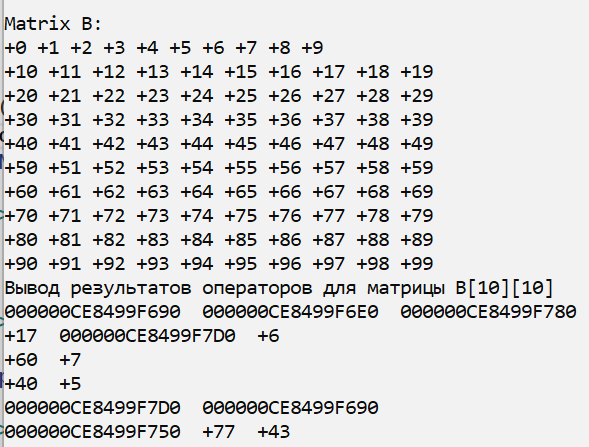 Matrix B:
+0 +1 +2 +3 +4 +5 +6 +7 +8 +9
+10 +11 +12 +13 +14 +15 +16 +17 +18 +19
+20 +21 +22 +23 +24 +25 +26 +27 +28 +29
+30 +31 +32 +33 +34 +35 +36 +37 +38 +39
+40 +41 +42 +43 +44 +45 +46 +47 +48 +49
+50 +51 +52 +53 +54 +55 +56 +57 +58 +59
+60 +61 +62 +63 +64 +65 +66 +67 +68 +69
+70 +71 +72 +73 +74 +75 +76 +77 +78 +79
+80 +81 +82 +83 +84 +85 +86 +87 +88 +89
+90 +91 +92 +93 +94 +95 +96 +97 +98 +99
Вывод результатов операторов для матрицы B[10][10]
000000CE8499F690  000000CE8499F6E0  000000CE8499F780
+17  000000CE8499F7D0  +6
+60  +7
+40  +5
000000CE8499F7D0  000000CE8499F690
000000CE8499F750  +77  +43